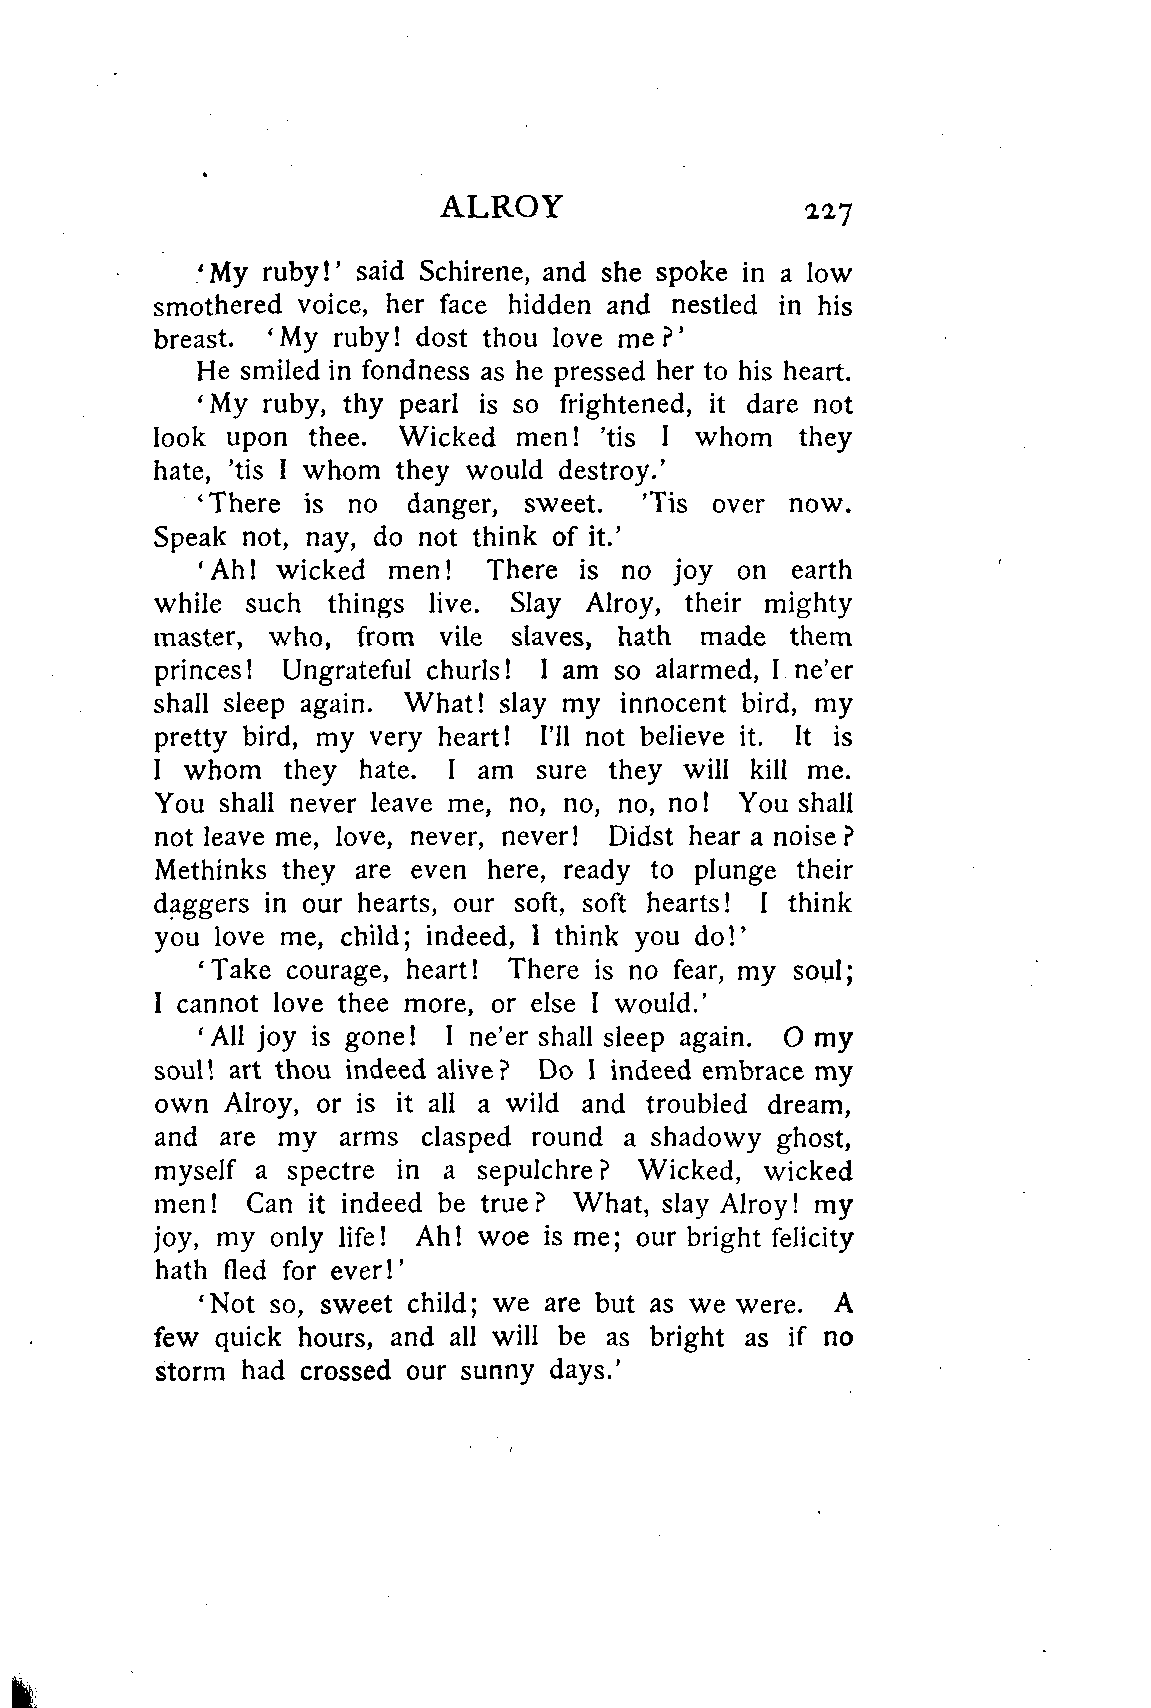 ALROY 227
‘My ruby!’ said Schirene, and she spoke in a low
smothered voice, her face hidden and nestled in his
breast. ‘My ruby! dost thou love me?’
He smiled in fondness as he pressed her to his heart.
‘My ruby, thy pearl is so frightened, it dare not
look upon thee. Wicked men! ’tis I whom they
hate, ’tis I whom they would destroy.’
‘There is no danger, sweet. ’Tis over now.
Speak not, nay, do not think of it.’
‘Ah! wicked men! There is no joy on earth
while such things live. Slay Alroy, their mighty
master, who, from vile slaves, hath made them
princes! Ungrateful churls! I am so alarmed, I ne’er
shall sleep again. What! slay my innocent bird, my
pretty bird, my very heart! I’ll not believe it. It is
I whom they hate. I am sure they will kill me.
You shall never leave me, no, no, no, no! You shall
not leave me, love, never, never! Didst hear a noise?
Methinks they are even here, ready to plunge their
daggers in our hearts, our soft, soft hearts! I think
you love me, child; indeed, I think you do!’
‘Take courage, heart! There is no fear, my soul;
I cannot love thee more, or else I would.’
‘All joy is gone! I ne’er shall sleep again. O my
soul! art thou indeed alive? Do I indeed embrace my
own Alroy, or is it all a wild and troubled dream,
and are my arms clasped round a shadowy ghost,
myself a spectre in a sepulchre? Wicked, wicked
men! Can it indeed be true? What, slay Alroy! my
joy, my only life! Ah! woe is me; our bright felicity
hath fled for ever!’
‘Not so, sweet child; we are but as we were. A
few quick hours, and all will be as bright as if no
storm had crossed our sunny days.’